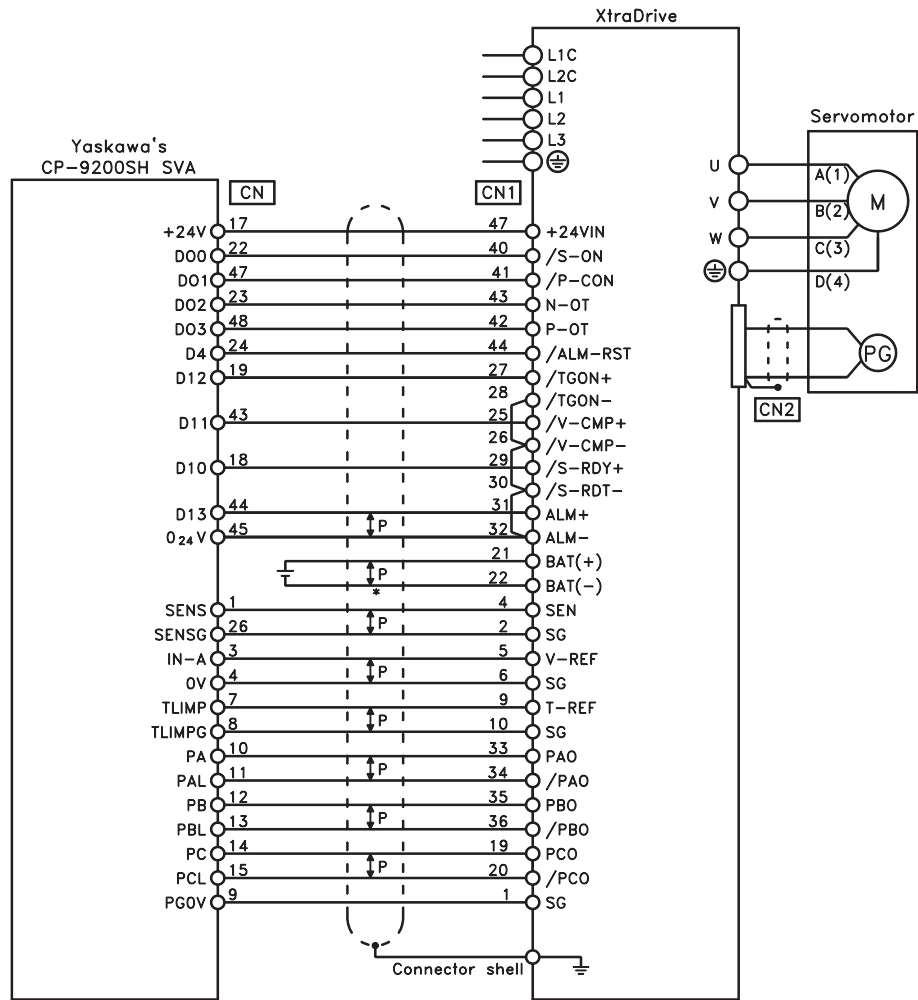 XtraDrive
L1C
L2C
L1
L2
L3
Servomotor
Yaskawa's
CP-9200SH SVA
CN
CN1
U
V
W
A(1)
B(2)
C(3)
D(4)
M
PG
CN2
+24V 17 47 +24VIN
DO0 22 40 /S-ON
DO1 47 41 /P-CON
DO2 23 43 N-OT
DO3 48 42 P-OT
D4 24 44 /ALM-RST
D12 19 27 /TGON+
28 /TGON-
D11 43 25 /V-CMP+
26 /V-CMP-
D10 18 29 /S-RDY+
30 /S-RDT-
D13 44 31 ALM+
P
024V 45 32 ALM-
21 BAT(+)
P
22 BAT(-)
*
SENS 1 4 SEN
P
SENSG 26 2 SG
IN-A 3 5 V-REF
P
0V 4 6 SG
TLIMP 7 9 T-REF
P
TLIMPG 8 10 SG
PA 10 33 PAO
P
PAL 11 34 /PAO
PB 12 35 PBO
P
PBL 13 36 /PBO
PC 14 19 PCO
P
PCL 15 20 /PCO
PG0V 9 1 SG
Connector shell